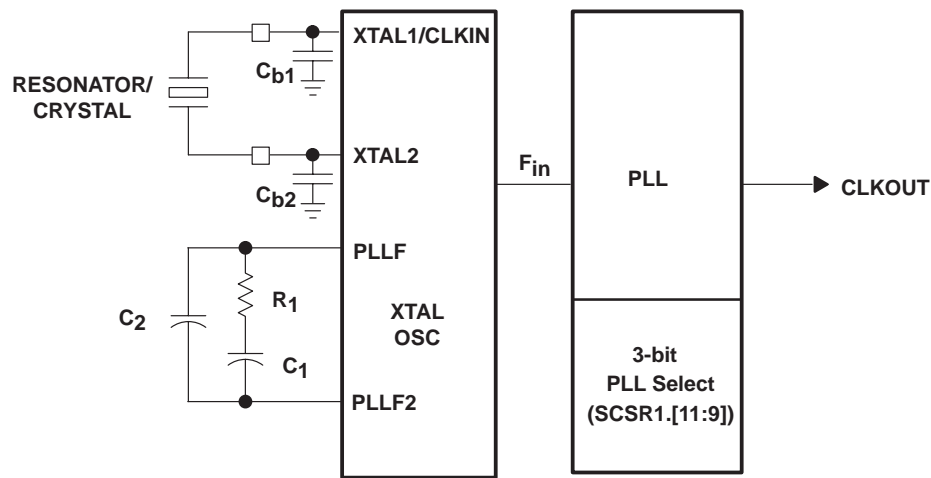 XTAL1/CLKIN
Cb1
RESONATOR/
CRYSTAL
XTAL2
Cb2
Fin
PLL
CLKOUT
PLLF
R1
C2
XTAL
OSC
C1
3-bit
PLL Select
(SCSR1.[11:9])
PLLF2